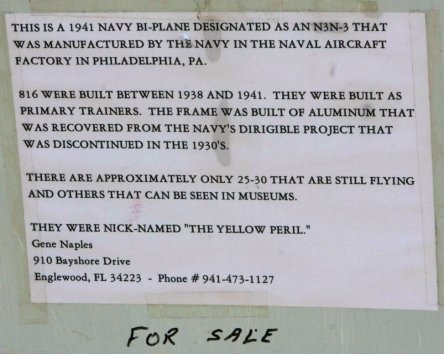 THIS IS A 1941 NAVY BI-PLANE DESIGNATED AS AN N3N-3 THAT
WAS MANUFACTURED BY THE NAVY IN THE NAVAL AIRCRAFT
FACTORY IN PHILADELPHIA, PA.
816 WERE BUILT BETWEEN 1938 AND 1941. THEY WERE BUILT AS
PRIMARY TRAINERS. THE FRAME WAS BUILT OF ALUMINUM THAT
WAS RECOVERED FROM THE NAVY'S DIRIGIBLE PROJECT THAT
WAS DISCONTINUED IN THE 1930'S.
THERE ARE APPROXIMATELY ONLY 25-30 THAT ARE STILL FLYING
AND OTHERS THAT CAN BE SEEN IN MUSEUMS.
THEY WERE NICK-NAMED "THE YELLOW PERIL."
Gene Naples
910 Bayshore Drive
Englewood, FL 34223 - Phone # 941-473-1127
FOR SALE